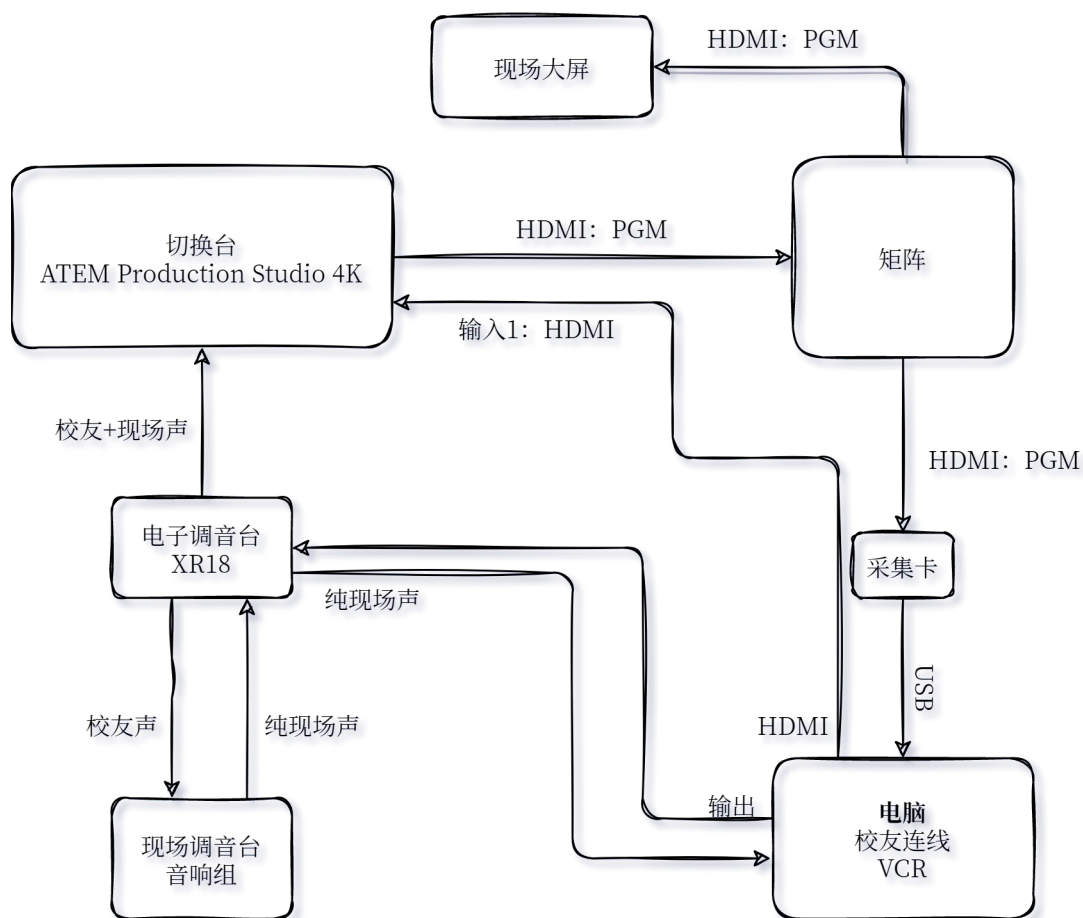 HDMI：PGM
现场大屏
切换台
ATEM Production Studio 4K
HDMI：PGM
矩阵
输入1：HDMI
校友+现场声
HDMI：PGM
电子调音台
XR18
采集卡
纯现场声
USB
校友声
纯现场声
HDMI
输出
电脑
校友连线
VCR
现场调音台
音响组